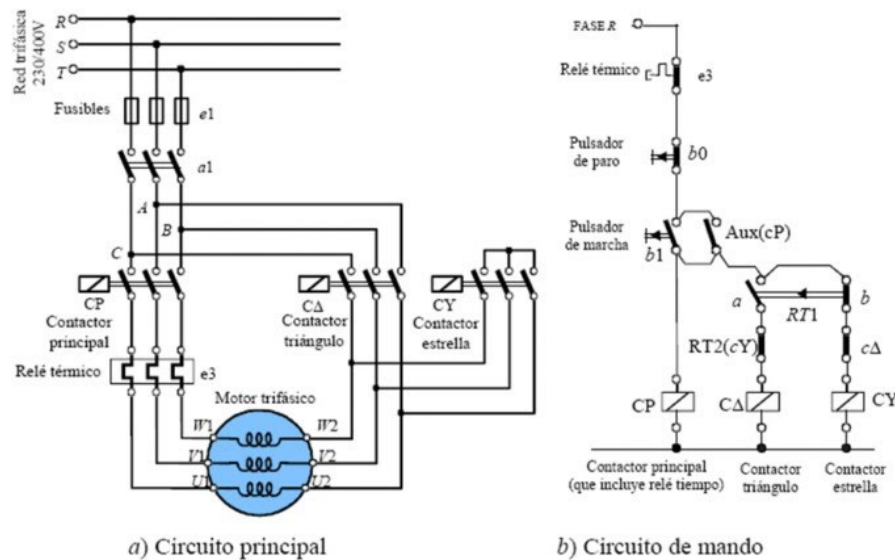 Red trifásica
230/400V
R
S
T
Fusibles
e1
a1
A
B
C
CP
Contactor
principal
CΔ
Contactor
triángulo
CY
Contactor
estrella
Relé térmico
e3
Motor trifásico
W1
W2
V1
V2
U1
U2
a) Circuito principal
FASE R
Relé térmico
e3
Pulsador
de paro
b0
Pulsador
de marcha
b1
Aux(cP)
a
RT1
b
RT2(cY)
cΔ
CP
CΔ
CY
Contactor principal
(que incluye relé tiempo)
Contactor
triángulo
Contactor
estrella
b) Circuito de mando